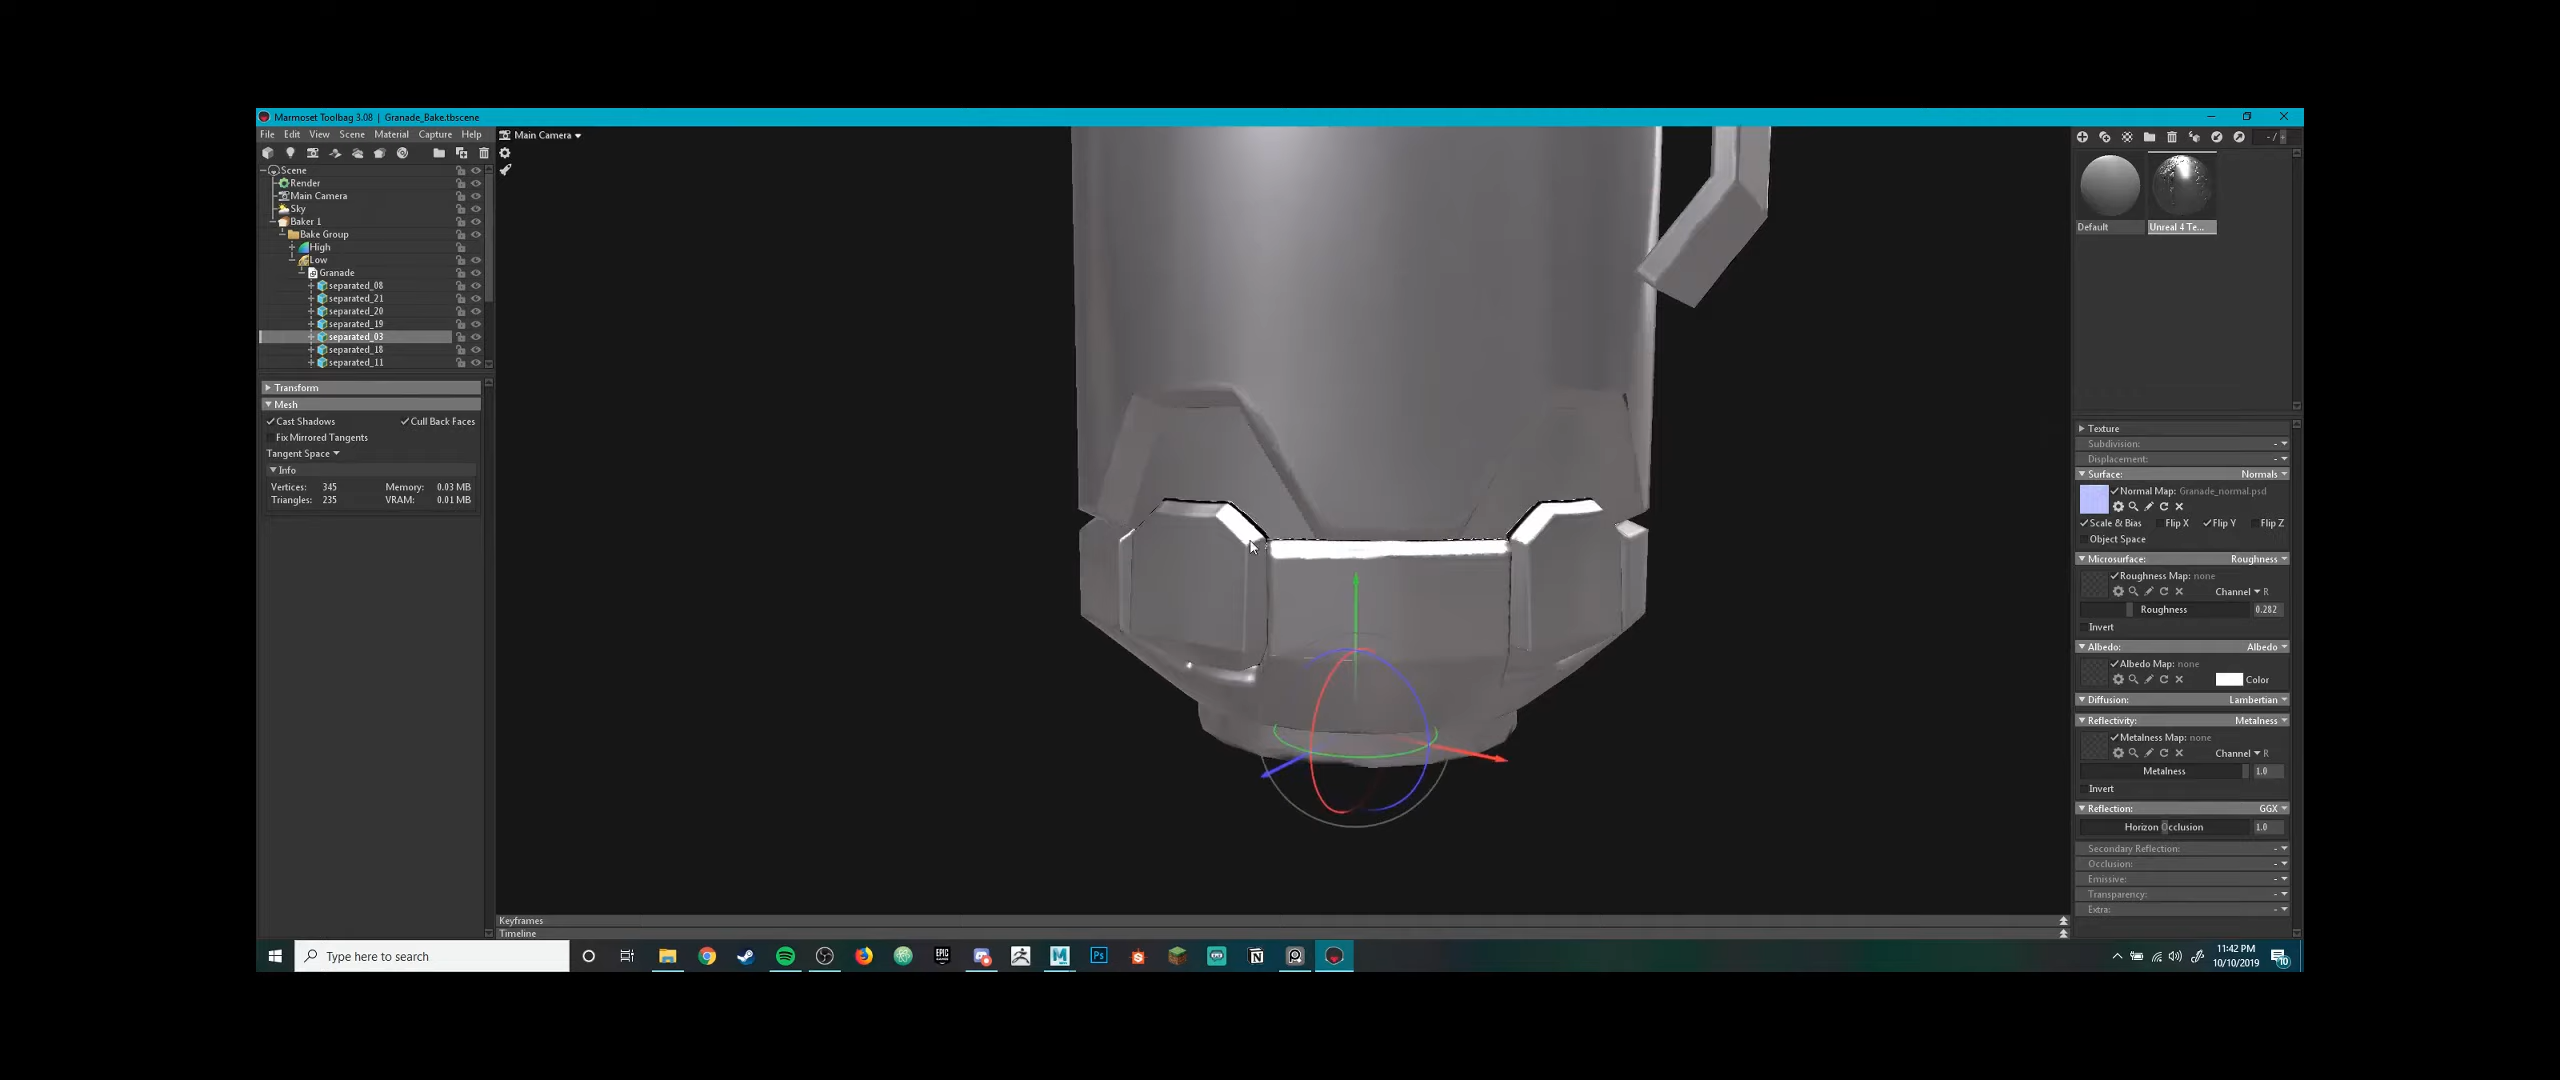 Marmoset Toolbag 3.08 | Granade_Bake.tbscene
File Edit View Scene Material Capture Help
Main Camera
Scene
Render
Main Camera
Sky
Baker 1
Bake Group
High
Low
Granade
separated_08
separated_21
separated_20
separated_19
separated_03
separated_18
separated_11
Transform
Mesh
Cast Shadows Cull Back Faces
Fix Mirrored Tangents
Tangent Space
Info
Vertices: 345 Memory: 0.03 MB
Triangles: 235 VRAM: 0.01 MB
Keyframes
Timeline
Default Unreal 4 Te...
Texture
Subdivision: -
Displacement: -
Surface: Normals
Normal Map: Granade_normal.psd
Scale & Bias Flip X Flip Y Flip Z
Object Space
Microsurface: Roughness
Roughness Map: none
Channel R
Roughness 0.282
Invert
Albedo: Albedo
Albedo Map: none
Color
Diffusion: Lambertian
Reflectivity: Metalness
Metalness Map: none
Channel R
Metalness 1.0
Invert
Reflection: GGX
Horizon Occlusion 1.0
Secondary Reflection: -
Occlusion: -
Emissive: -
Transparency: -
Extra: -
Type here to search
EPIC
Ps
11:42 PM
10/10/2019
10